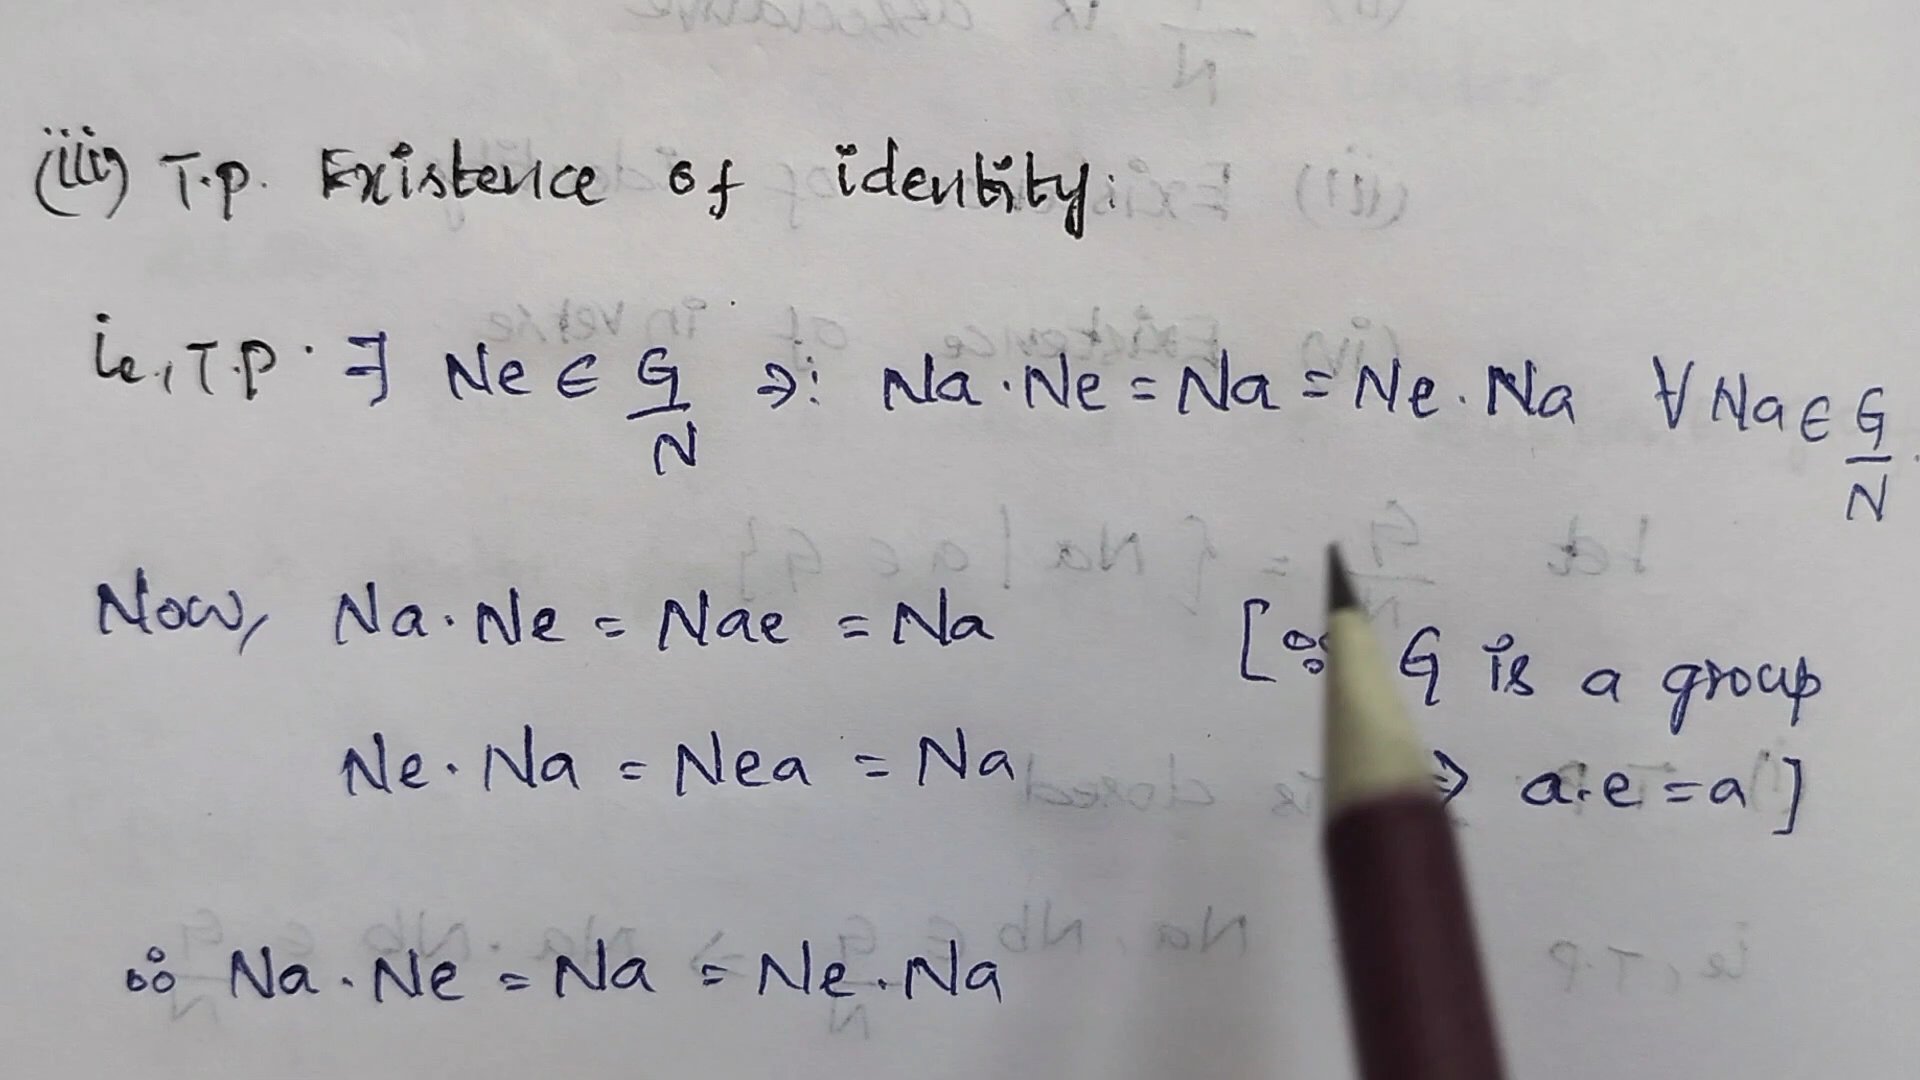 (iii) T.P. Existence of identity:
ie., T.P. ∃ Ne ∈ G/N ∋: Na · Ne = Na = Ne · Na ∀ Na ∈ G/N.
Now, Na · Ne = Nae = Na [∵ G is a group
Ne · Na = Nea = Na ⇒ a·e = a]
∴ Na · Ne = Na = Ne · Na